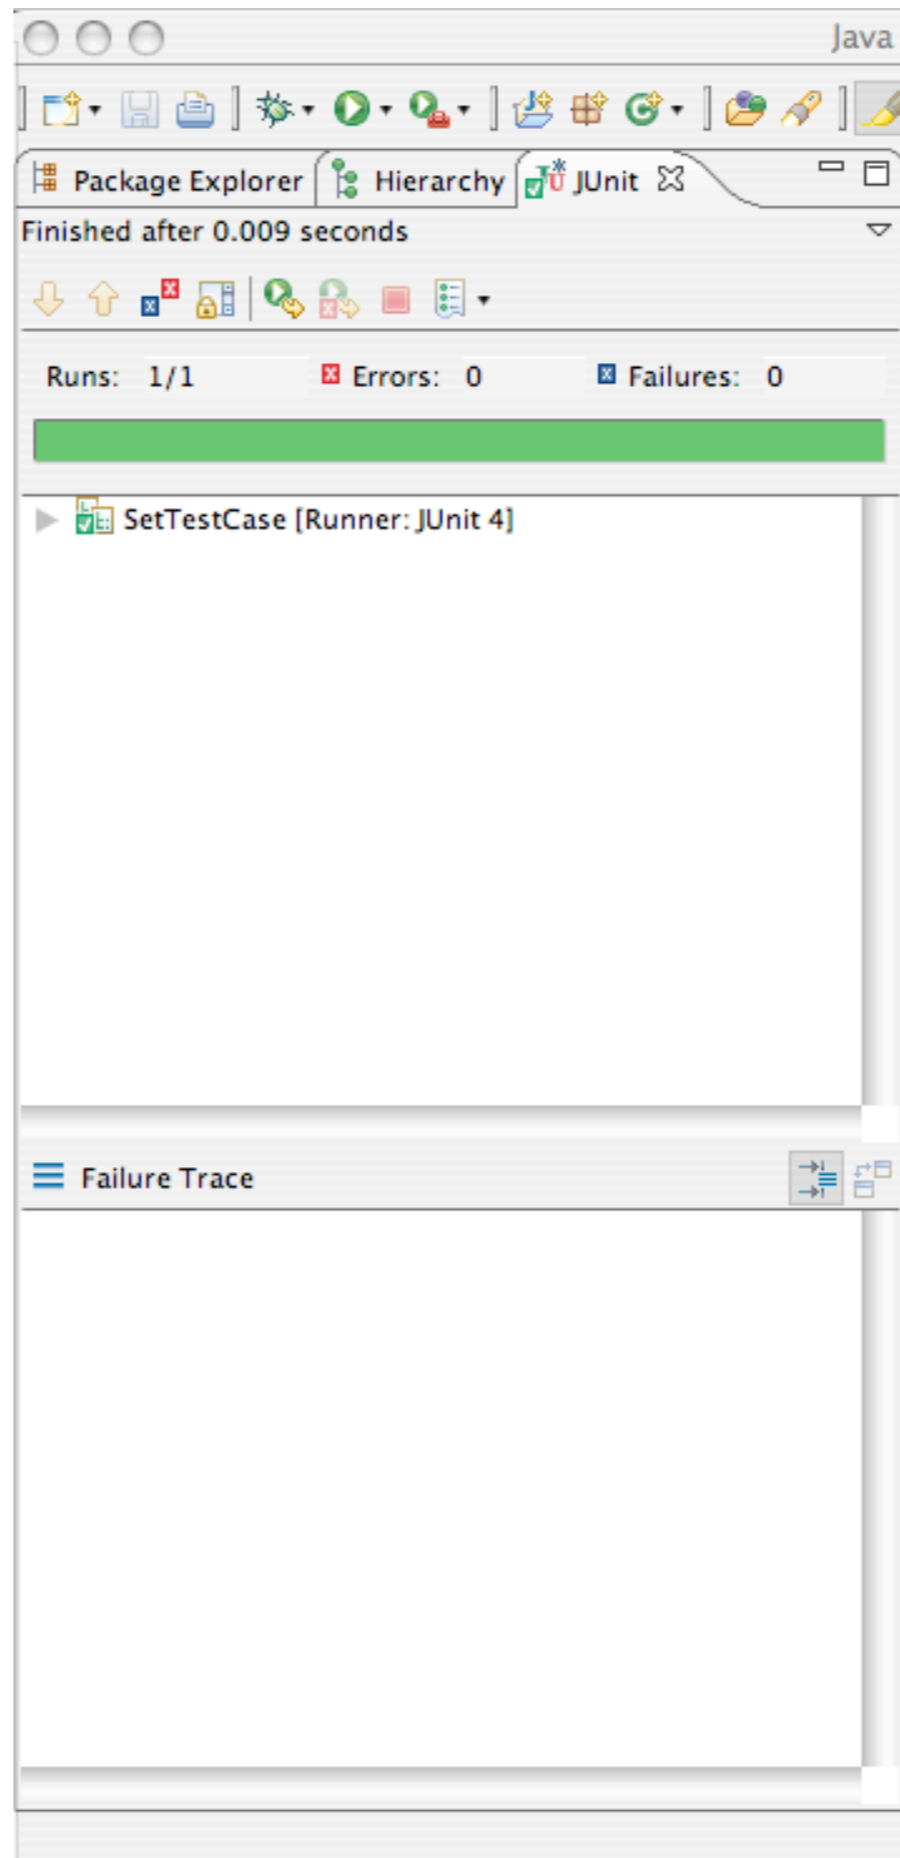 Java
Package Explorer Hierarchy JUnit
Finished after 0.009 seconds
Runs: 1/1 Errors: 0 Failures: 0
SetTestCase [Runner: JUnit 4]
Failure Trace